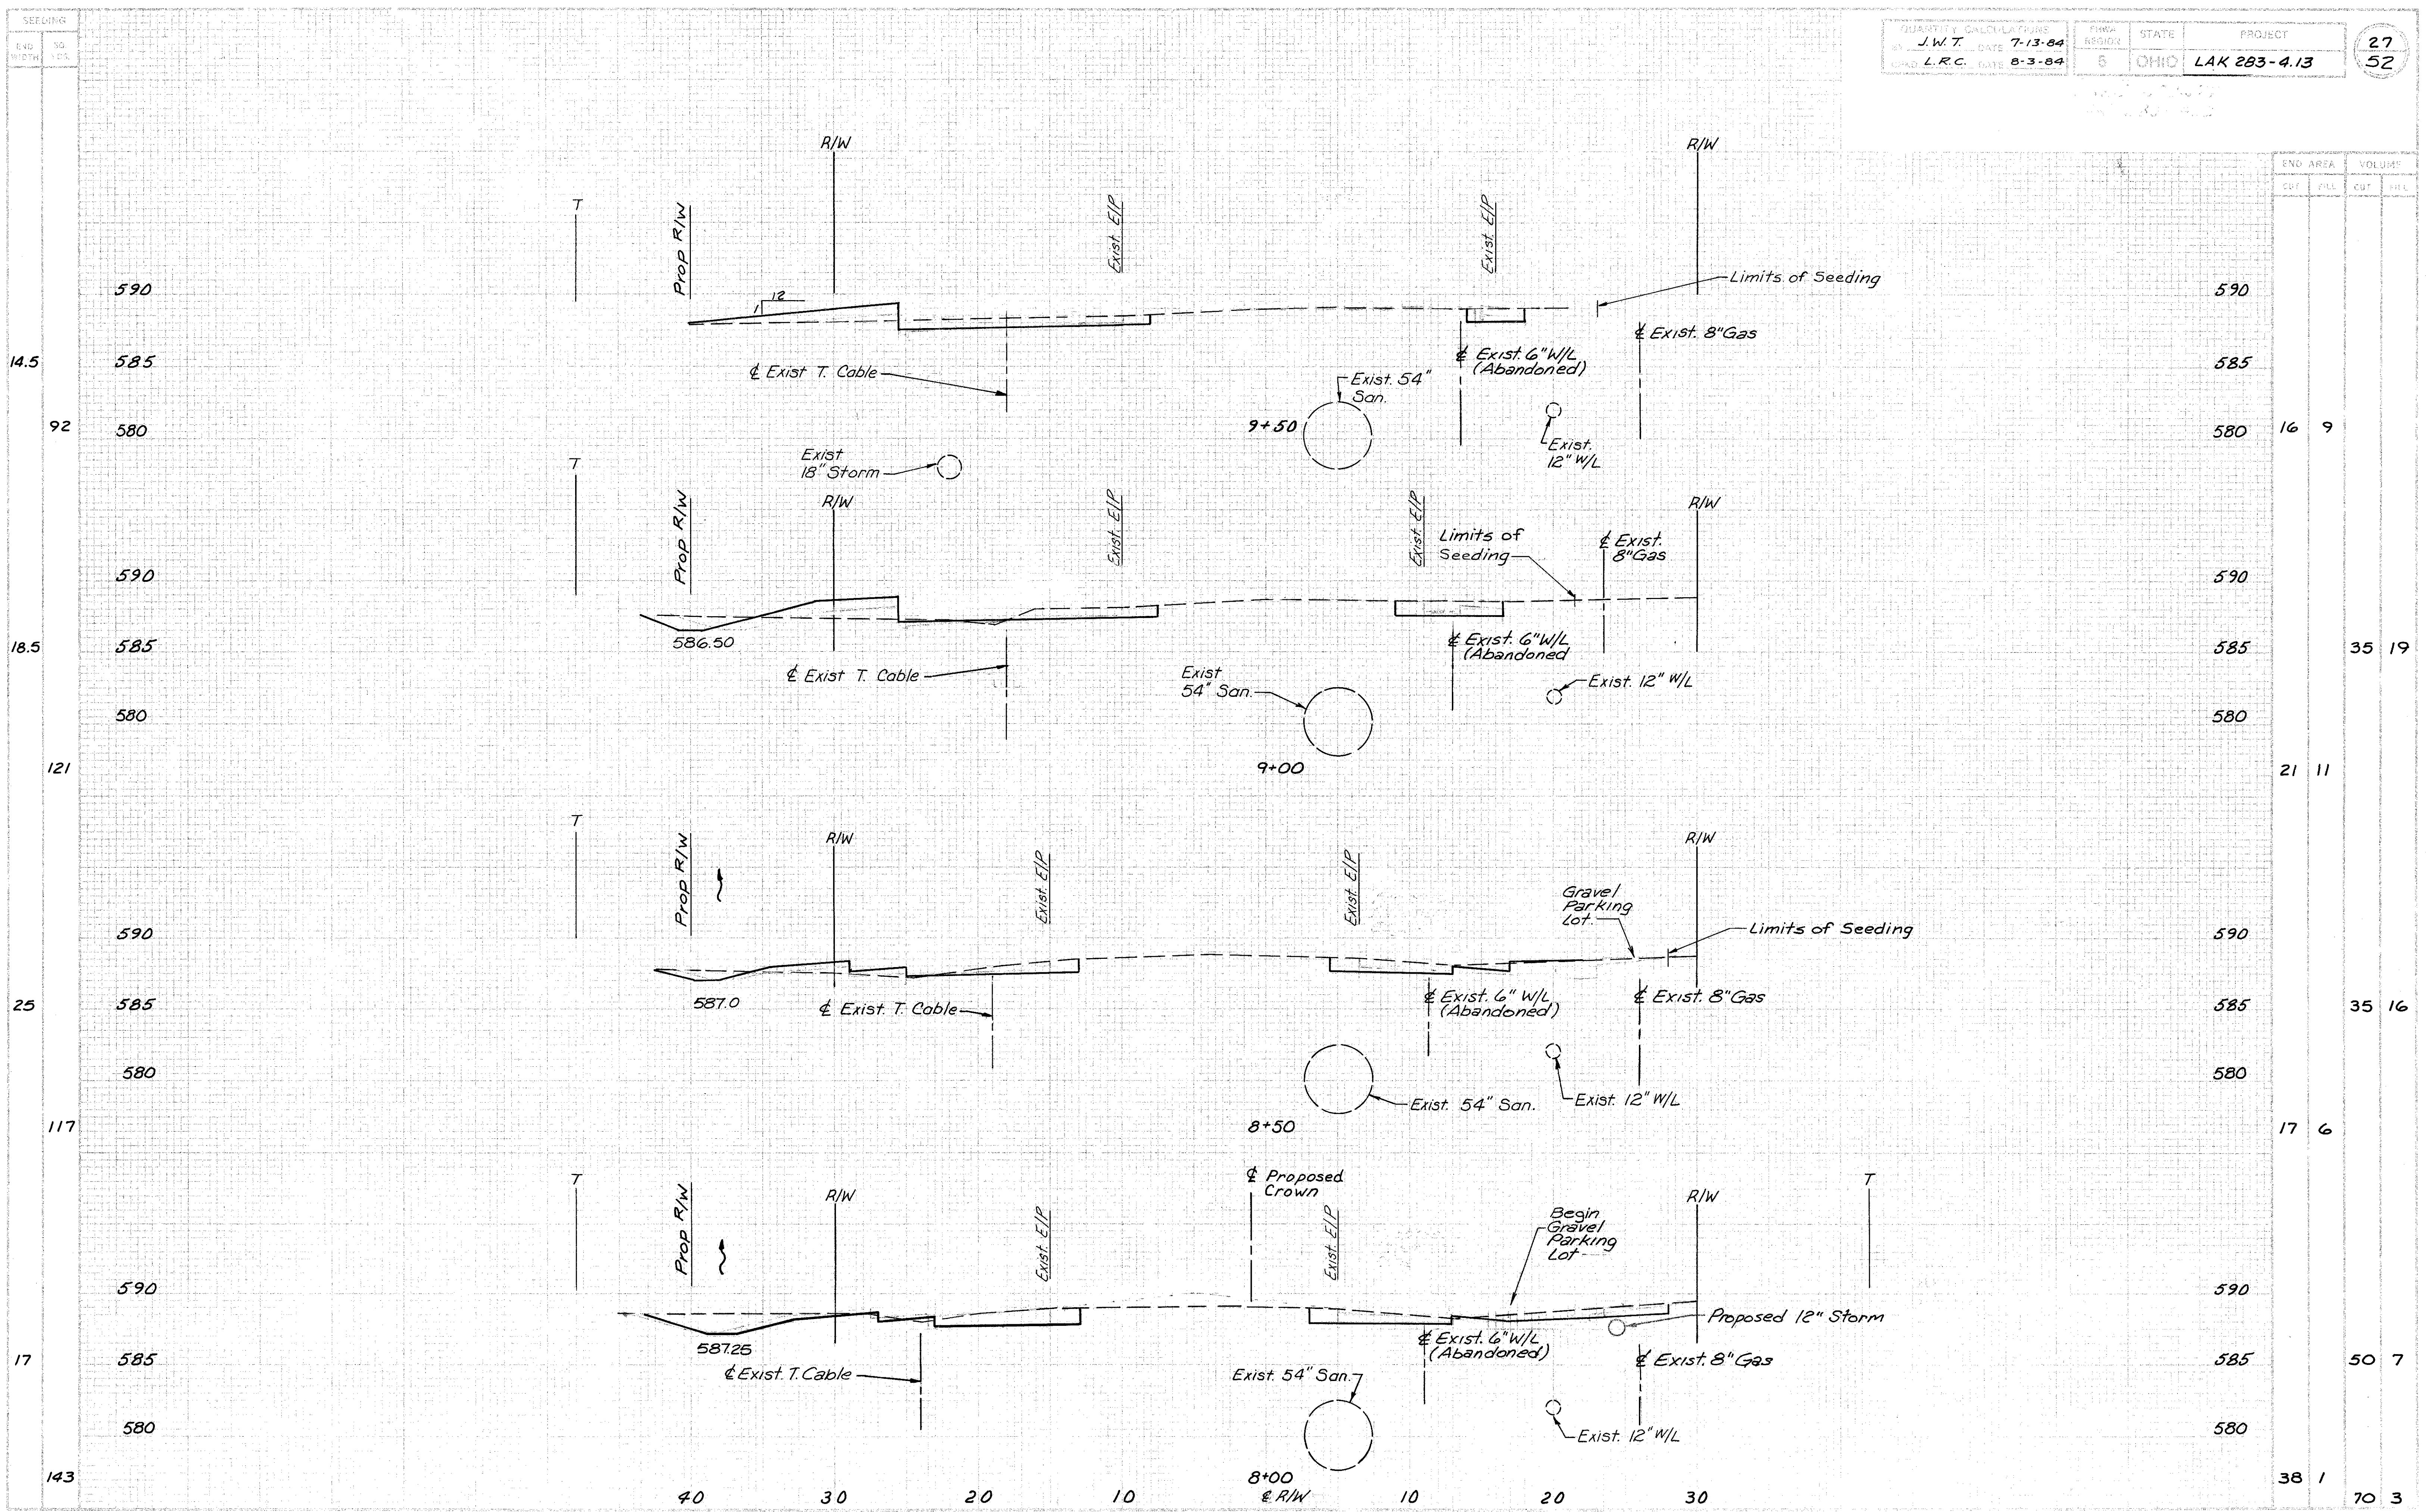 SEEDING
END WIDTH
SQ. YDS.
QUANTITY CALCULATIONS
J.W.T. DATE 7-13-84
L.R.C. DATE 8-3-84
FHWA REGION
STATE
PROJECT
5
OHIO
LAK 283-4.13
27
52
END AREA
VOLUME
CUT
FILL
CUT
FILL
R/W
R/W
T
Prop R/W
Exist. E/P
Exist. E/P
590
12
1
Limits of Seeding
590
14.5
585
℄ Exist T. Cable
℄ Exist. 6" W/L
(Abandoned)
℄ Exist. 8" Gas
585
Exist. 54"
San.
92
580
9+50
Exist.
12" W/L
580
16
9
T
Exist
18" Storm
Prop R/W
R/W
Exist. E/P
Exist. E/P
R/W
Limits of
Seeding
℄ Exist.
8" Gas
590
590
18.5
585
586.50
℄ Exist. 6" W/L
(Abandoned
585
35
19
℄ Exist T. Cable
Exist
54" San.
Exist. 12" W/L
580
580
121
9+00
21
11
T
Prop R/W
R/W
Exist. E/P
Exist. E/P
R/W
Gravel
Parking
Lot
590
Limits of Seeding
590
25
585
587.0
℄ Exist. T. Cable
℄ Exist. 6" W/L
(Abandoned)
℄ Exist. 8" Gas
585
35
16
580
Exist. 54" San.
Exist. 12" W/L
580
117
8+50
17
6
T
Prop R/W
R/W
Exist. E/P
℄ Proposed
Crown
Exist. E/P
Begin
Gravel
Parking
Lot
R/W
T
590
Proposed 12" Storm
590
17
585
587.25
℄ Exist. T. Cable
℄ Exist. 6" W/L
(Abandoned)
℄ Exist. 8" Gas
585
50
7
Exist. 54" San.
580
Exist. 12" W/L
580
143
8+00
38
1
40
30
20
10
℄ R/W
10
20
30
70
3